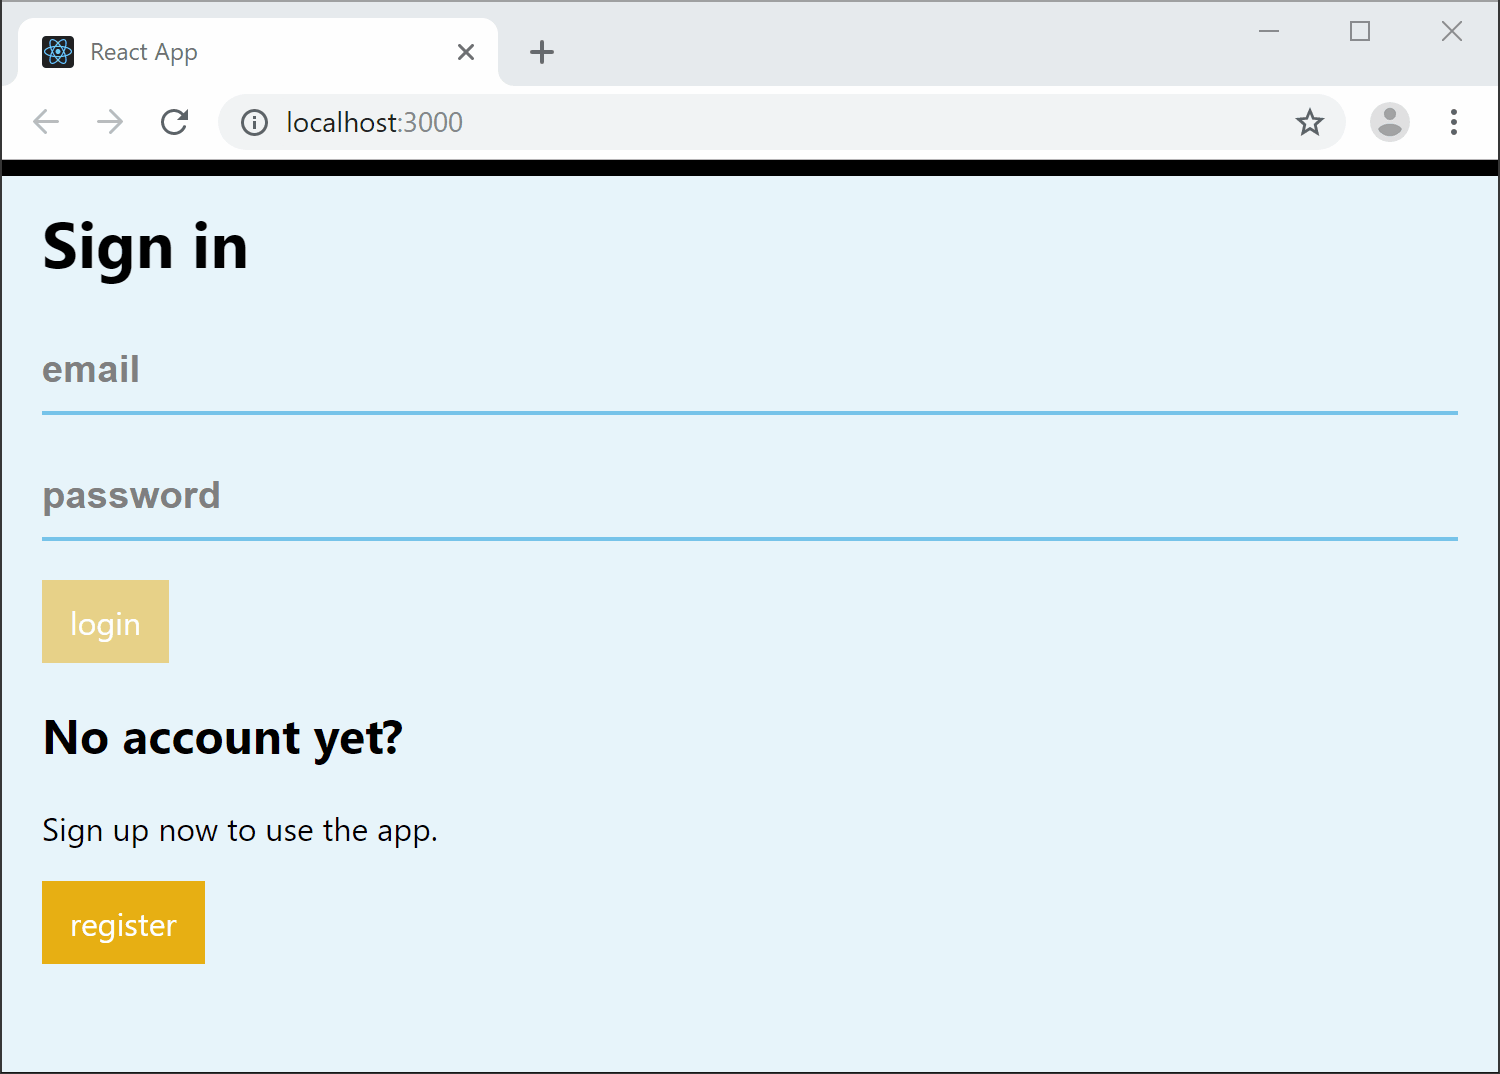 React App
localhost:3000
Sign in
email
password
login
No account yet?
Sign up now to use the app.
register